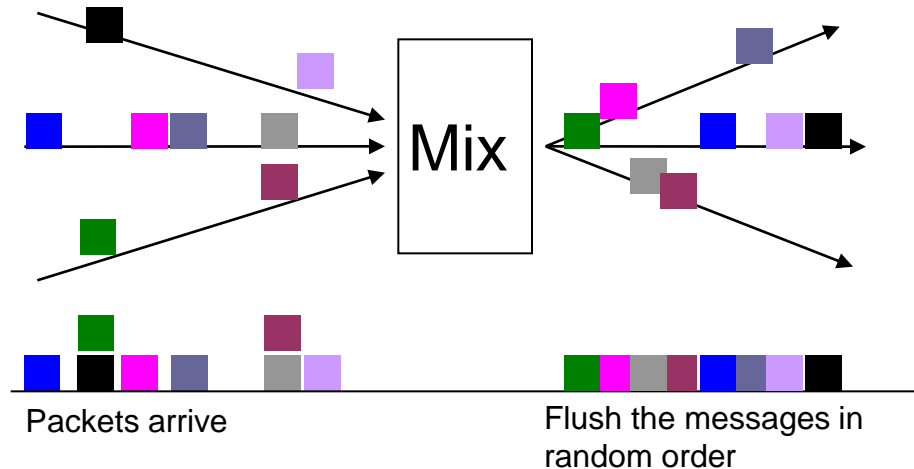 Mix
Packets arrive
Flush the messages in
random order